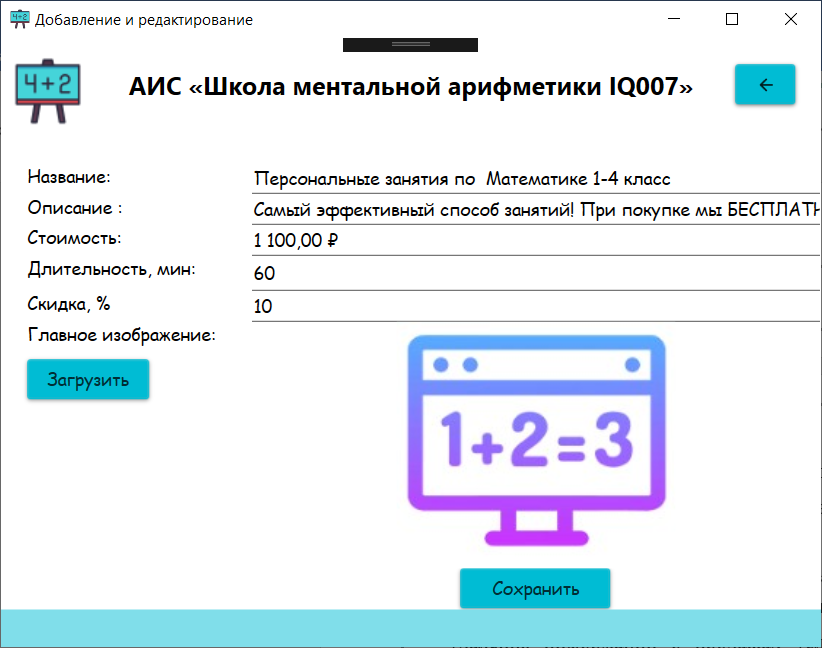 Добавление и редактирование
4+2
АИС «Школа ментальной арифметики IQ007»
Название:
Персональные занятия по  Математике 1-4 класс
Описание :
Самый эффективный способ занятий! При покупке мы БЕСПЛАТН
Стоимость:
1 100,00 ₽
Длительность, мин:
60
Скидка, %
10
Главное изображение:
Загрузить
1+2=3
Сохранить